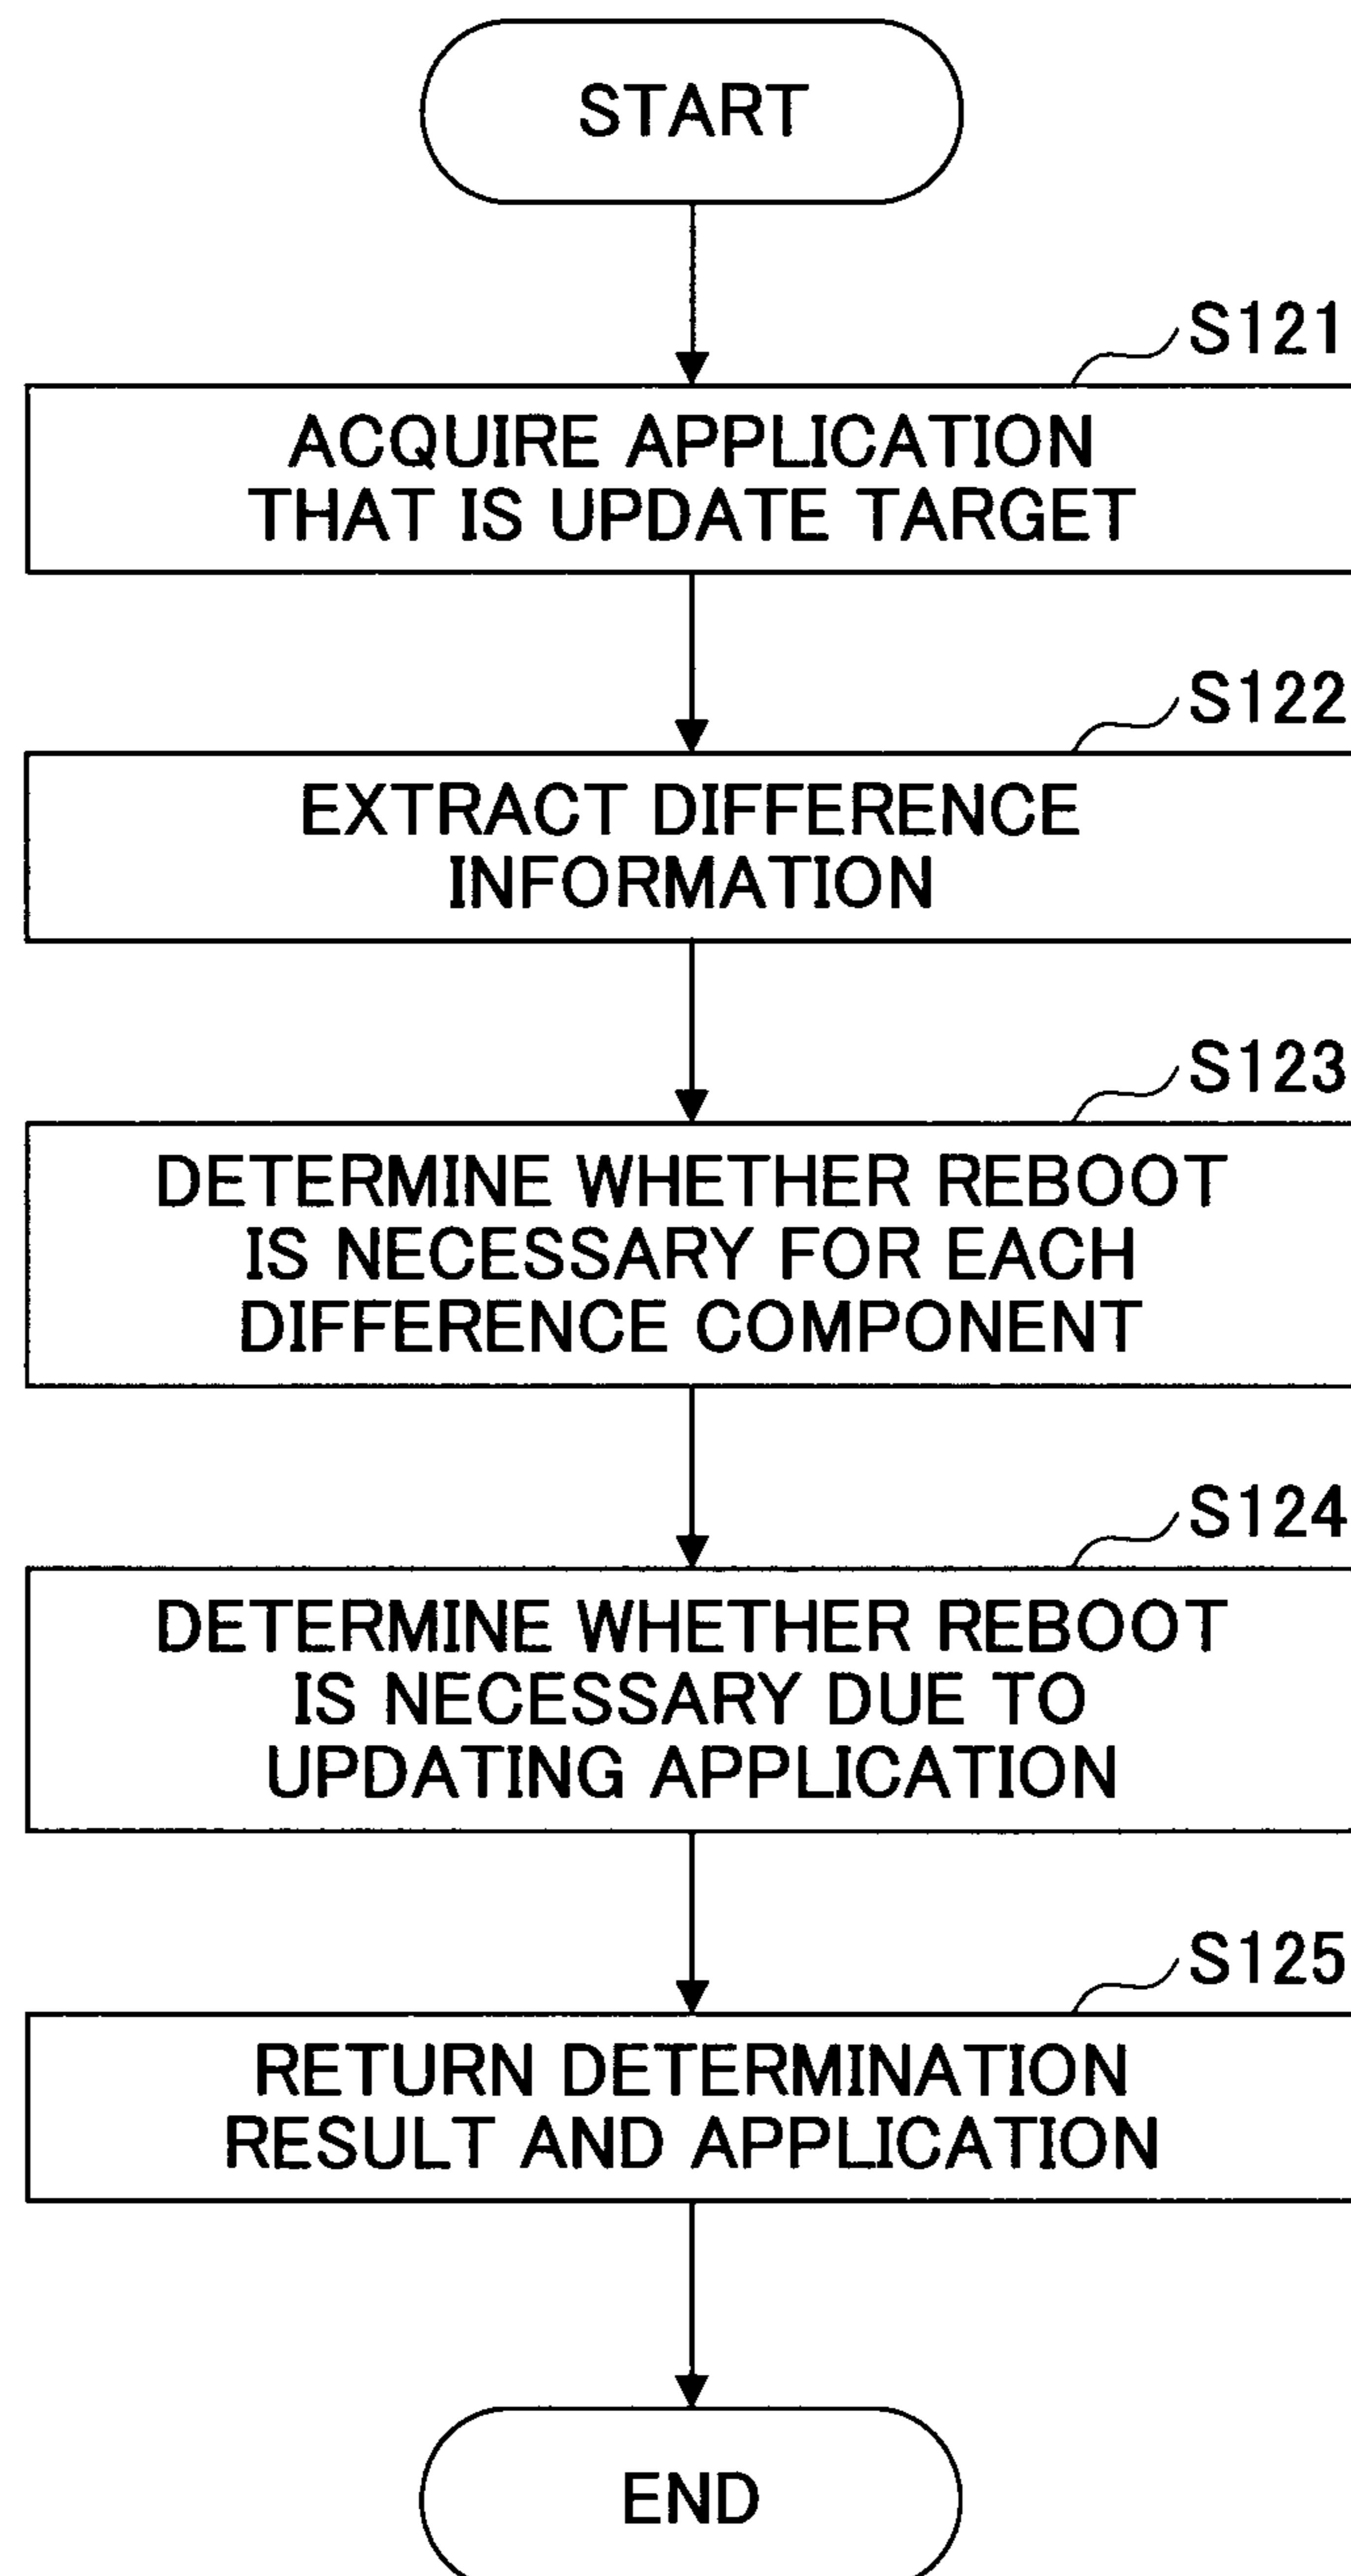 START
S121
ACQUIRE APPLICATION
THAT IS UPDATE TARGET
S122
EXTRACT DIFFERENCE
INFORMATION
S123
DETERMINE WHETHER REBOOT
IS NECESSARY FOR EACH
DIFFERENCE COMPONENT
S124
DETERMINE WHETHER REBOOT
IS NECESSARY DUE TO
UPDATING APPLICATION
S125
RETURN DETERMINATION
RESULT AND APPLICATION
END